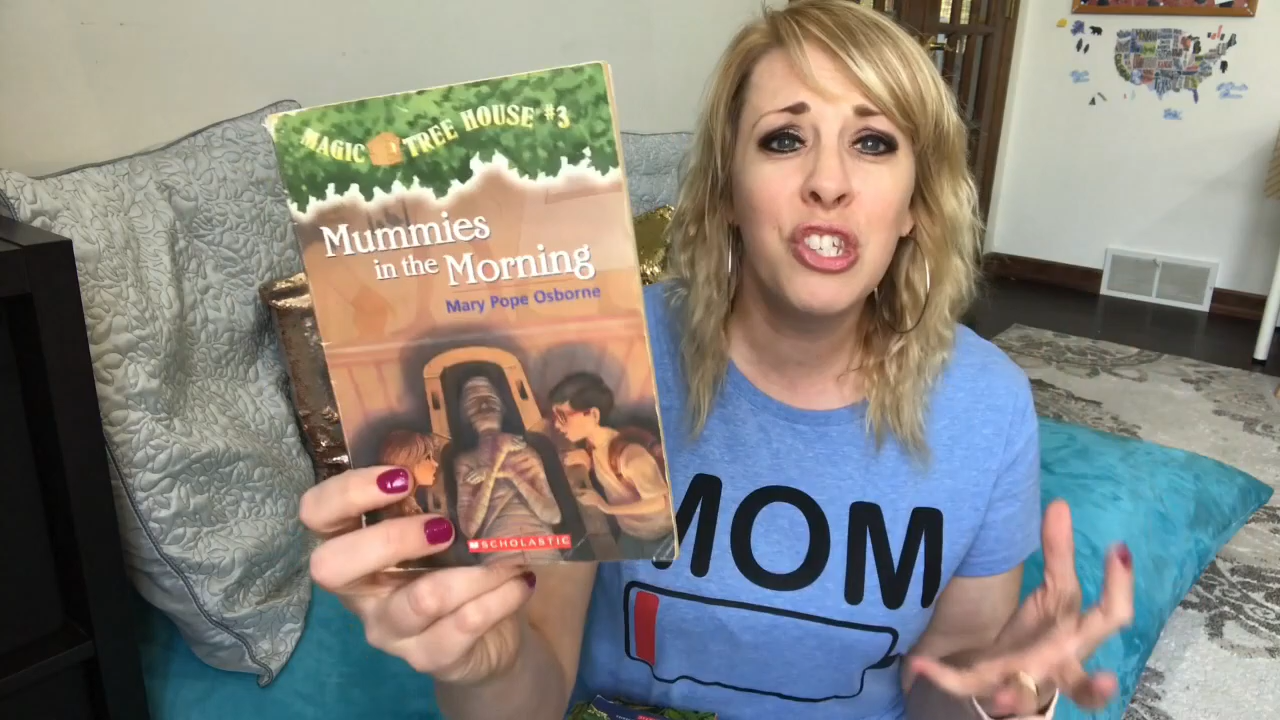 MAGIC TREE HOUSE #3
Mummies
in the Morning
Mary Pope Osborne
SCHOLASTIC
MOM